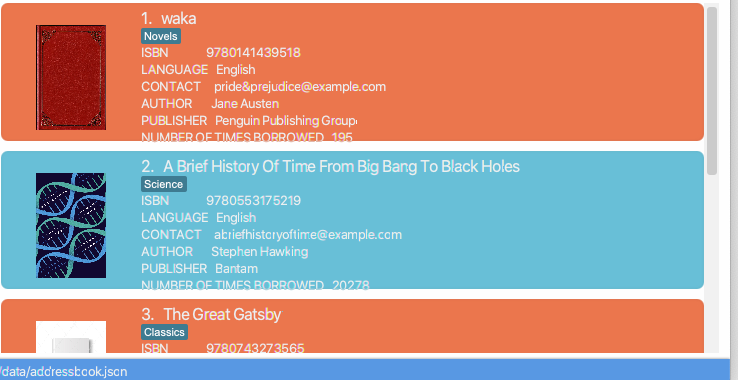 1. waka
Novels
ISBN 9780141439518
LANGUAGE English
CONTACT pride&prejudice@example.com
AUTHOR Jane Austen
PUBLISHER Penguin Publishing Group
NUMBER OF TIMES BORROWED 195
2. A Brief History Of Time From Big Bang To Black Holes
Science
ISBN 9780553175219
LANGUAGE English
CONTACT abriefhistoryoftime@example.com
AUTHOR Stephen Hawking
PUBLISHER Bantam
NUMBER OF TIMES BORROWED 20278
3. The Great Gatsby
Classics
ISBN 9780743273565
/data/addressbook.json